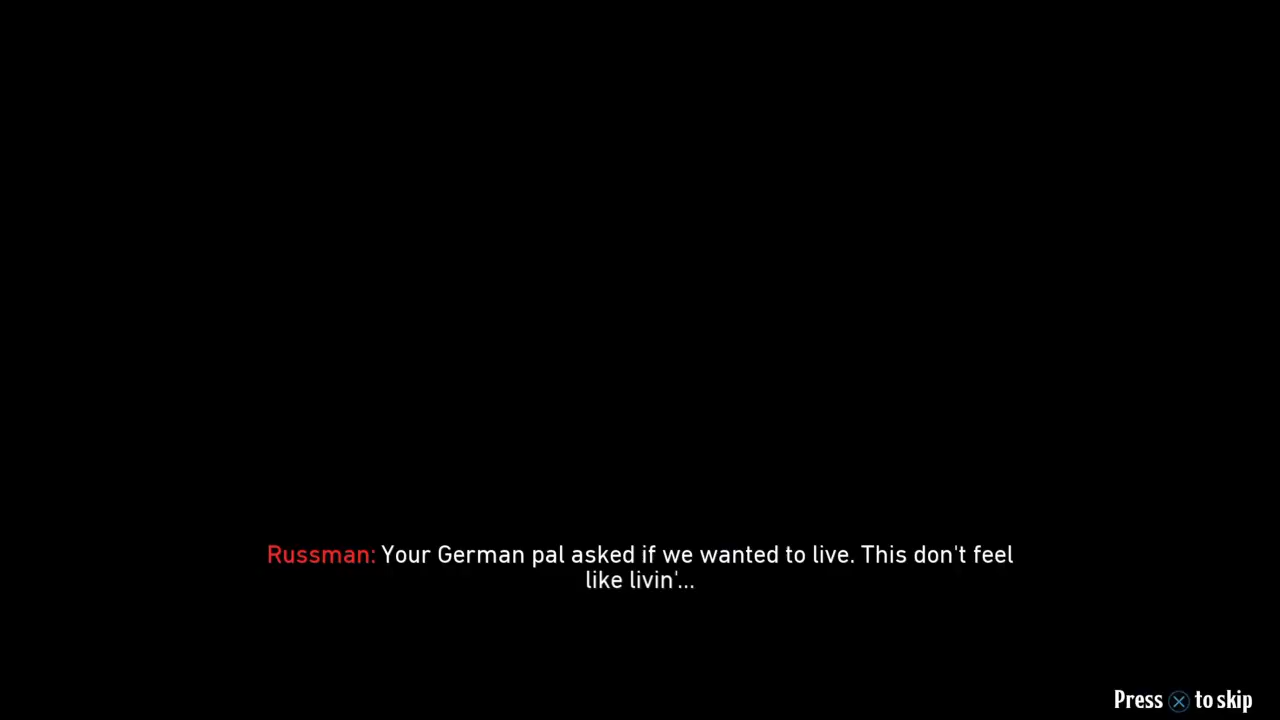 Russman: Your German pal asked if we wanted to live. This don't feel
like livin'...
Press ⓧ to skip